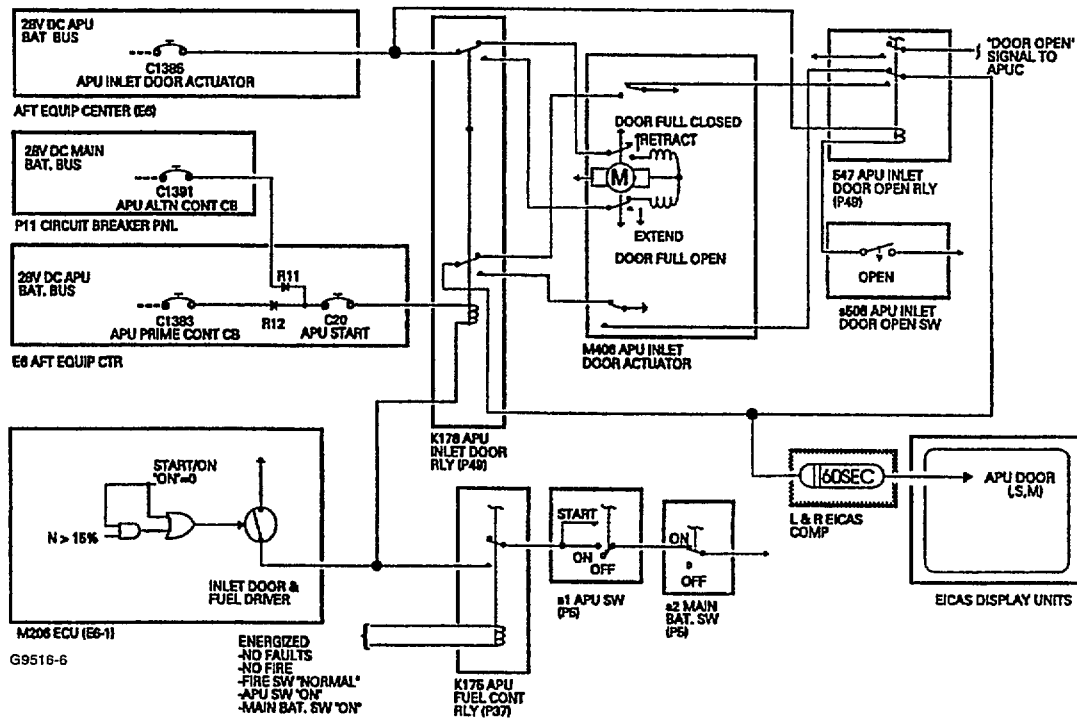 28V DC APU
BAT BUS
C1385
APU INLET DOOR ACTUATOR
AFT EQUIP CENTER (E6)
28V DC MAIN
BAT. BUS
C1391
APU ALTN CONT CB
P11 CIRCUIT BREAKER PNL
28V DC APU
BAT. BUS
R11
C1383
APU PRIME CONT CB
R12
C20
APU START
E6 AFT EQUIP CTR
K178 APU
INLET DOOR
RLY (P49)
DOOR FULL CLOSED
RETRACT
M
EXTEND
DOOR FULL OPEN
M406 APU INLET
DOOR ACTUATOR
"DOOR OPEN"
SIGNAL TO
APUC
547 APU INLET
DOOR OPEN RLY
(P49)
OPEN
s506 APU INLET
DOOR OPEN SW
START/ON
"ON"=0
N > 15%
INLET DOOR &
FUEL DRIVER
M206 ECU (E6-1)
G9516-6
ENERGIZED
-NO FAULTS
-NO FIRE
-FIRE SW "NORMAL"
-APU SW "ON"
-MAIN BAT. SW "ON"
K175 APU
FUEL CONT
RLY (P37)
START
ON
OFF
s1 APU SW
(P5)
ON
OFF
s2 MAIN
BAT. SW
(P5)
60SEC
L & R EICAS
COMP
APU DOOR
(,S,M)
EICAS DISPLAY UNITS